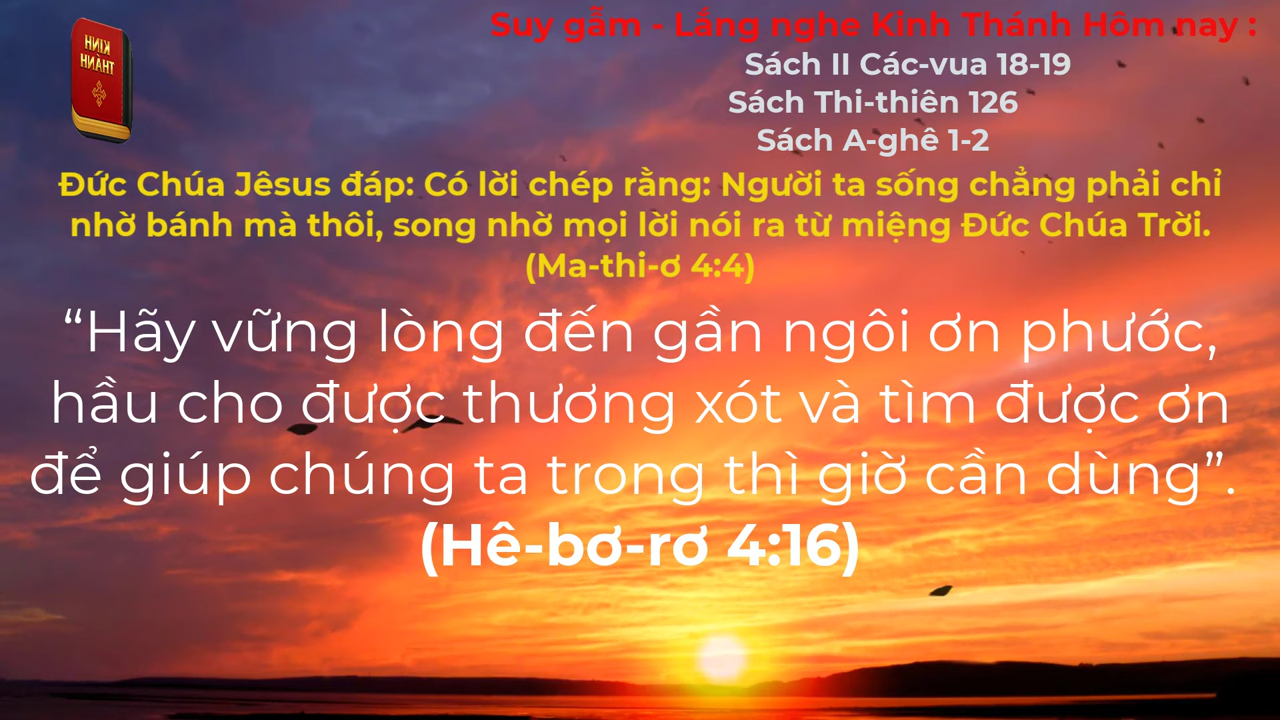 Suy gẫm - Lắng nghe Kinh Thánh Hôm nay :
KINH
THÁNH
Sách II Các-vua 18-19
Sách Thi-thiên 126
Sách A-ghê 1-2
Đức Chúa Jêsus đáp: Có lời chép rằng: Người ta sống chẳng phải chỉ
nhờ bánh mà thôi, song nhờ mọi lời nói ra từ miệng Đức Chúa Trời.
(Ma-thi-ơ 4:4)
“Hãy vững lòng đến gần ngôi ơn phước,
hầu cho được thương xót và tìm được ơn
để giúp chúng ta trong thì giờ cần dùng”.
(Hê-bơ-rơ 4:16)